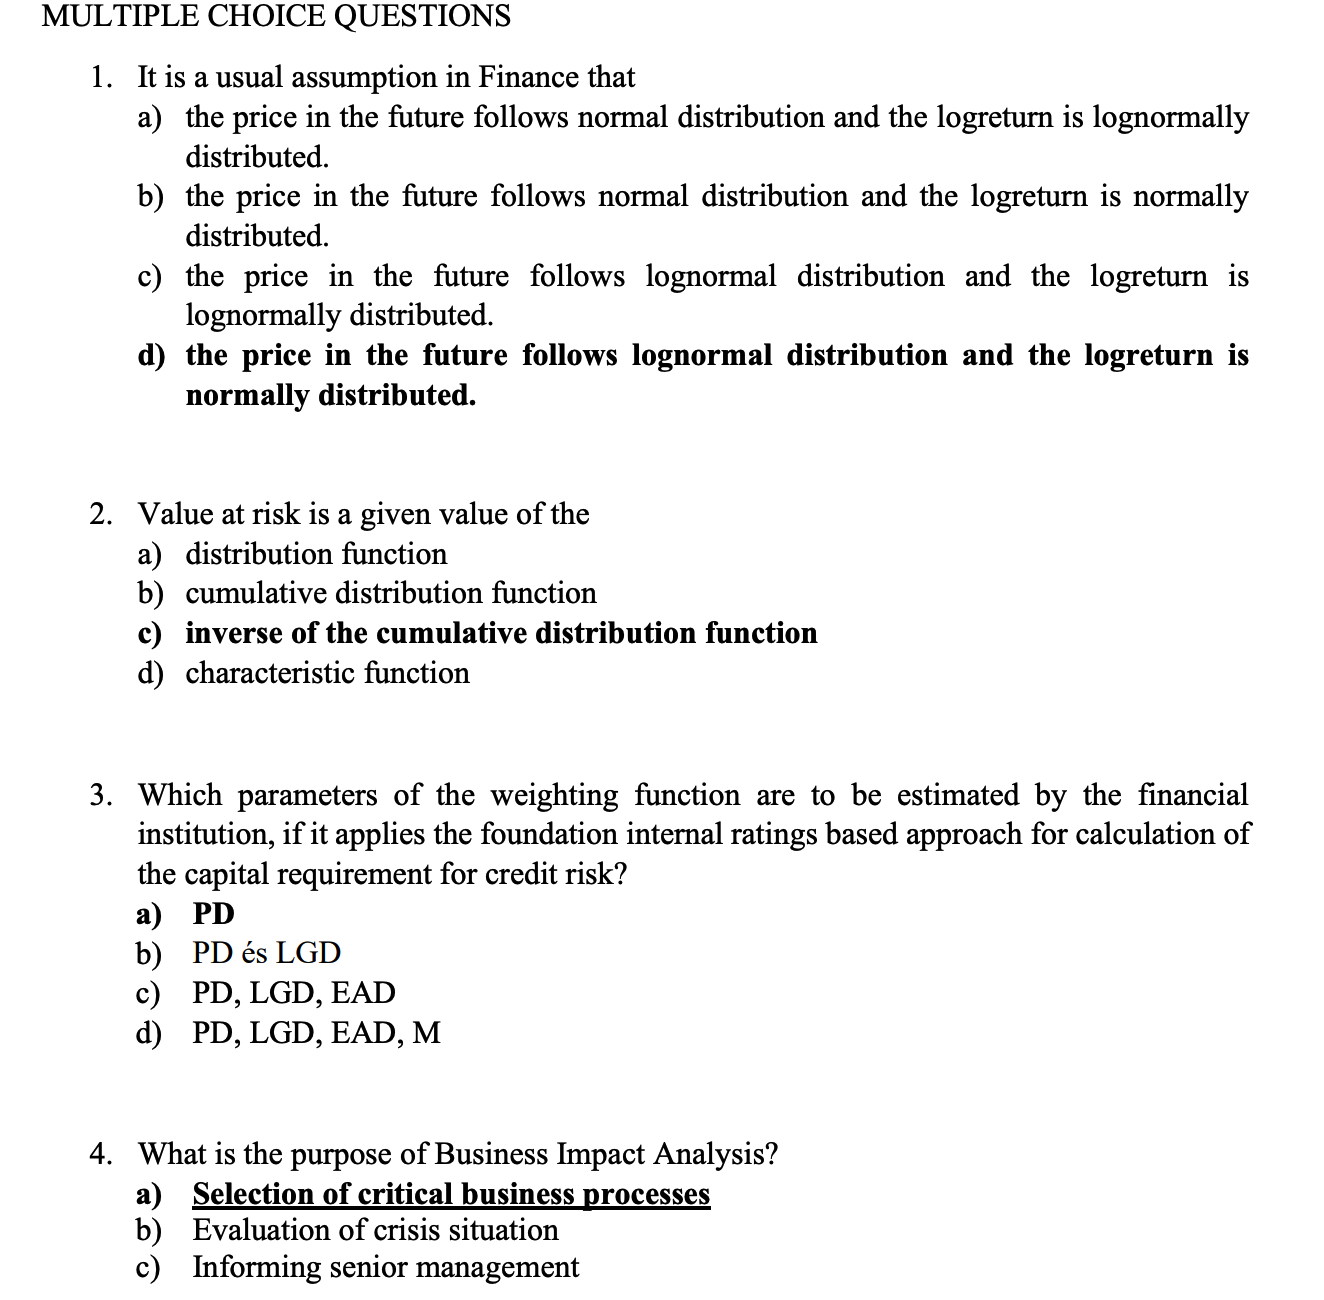 MULTIPLE CHOICE QUESTIONS
1. It is a usual assumption in Finance that
a) the price in the future follows normal distribution and the logreturn is lognormally
distributed.
b) the price in the future follows normal distribution and the logreturn is normally
distributed.
c) the price in the future follows lognormal distribution and the logreturn is
lognormally distributed.
d) the price in the future follows lognormal distribution and the logreturn is
normally distributed.
2. Value at risk is a given value of the
a) distribution function
b) cumulative distribution function
c) inverse of the cumulative distribution function
d) characteristic function
3. Which parameters of the weighting function are to be estimated by the financial
institution, if it applies the foundation internal ratings based approach for calculation of
the capital requirement for credit risk?
a) PD
b) PD és LGD
c) PD, LGD, EAD
d) PD, LGD, EAD, M
4. What is the purpose of Business Impact Analysis?
a) Selection of critical business processes
b) Evaluation of crisis situation
c) Informing senior management